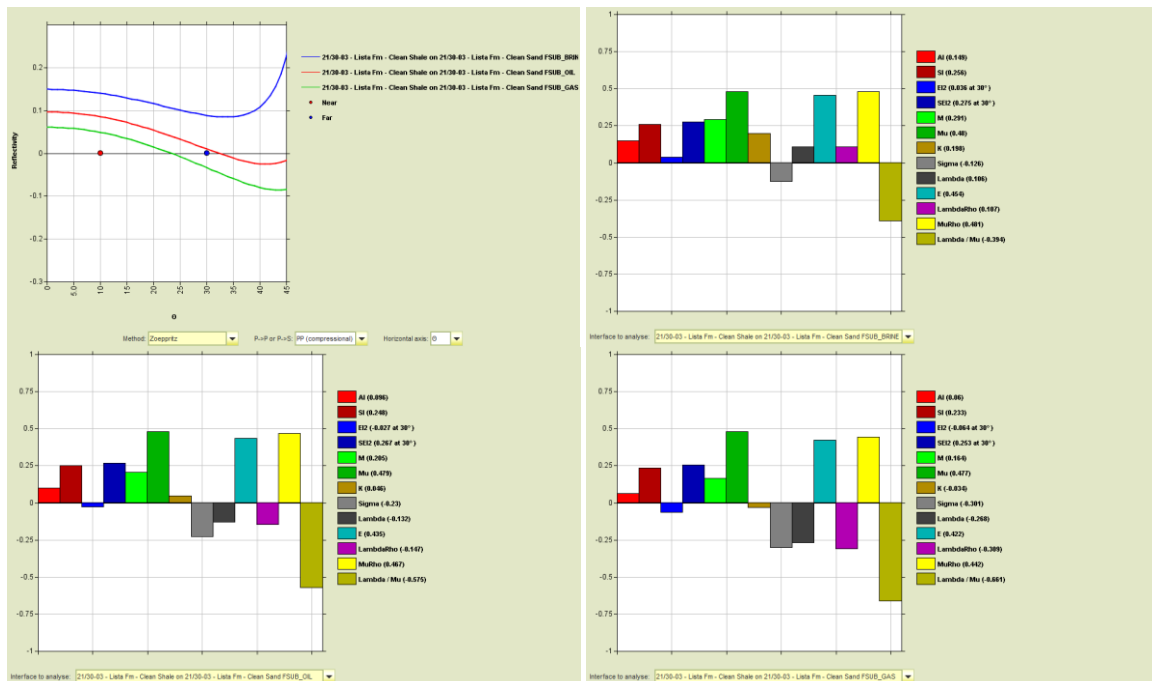 0.2
0.1
0
-0.1
-0.2
-0.3
Reflectivity
0
5.0
10
15
20
25
30
35
40
45
Θ
21/30-03 - Lista Fm - Clean Shale on 21/30-03 - Lista Fm - Clean Sand FSUB_BRIN
21/30-03 - Lista Fm - Clean Shale on 21/30-03 - Lista Fm - Clean Sand FSUB_OIL
21/30-03 - Lista Fm - Clean Shale on 21/30-03 - Lista Fm - Clean Sand FSUB_GAS
Near
Far
Method: Zoeppritz P->P or P->S: PP (compressional) Horizontal axis: Θ
1
0.75
0.5
0.25
0
-0.25
-0.5
-0.75
-1
AI (0.149)
SI (0.256)
EI2 (0.036 at 30°)
SEI2 (0.275 at 30°)
M (0.291)
Mu (0.48)
K (0.198)
Sigma (-0.126)
Lambda (0.106)
E (0.454)
LambdaRho (0.107)
MuRho (0.481)
Lambda / Mu (-0.394)
Interface to analyse: 21/30-03 - Lista Fm - Clean Shale on 21/30-03 - Lista Fm - Clean Sand FSUB_BRINE
1
0.75
0.5
0.25
0
-0.25
-0.5
-0.75
-1
AI (0.096)
SI (0.248)
EI2 (-0.027 at 30°)
SEI2 (0.267 at 30°)
M (0.205)
Mu (0.479)
K (0.046)
Sigma (-0.23)
Lambda (-0.132)
E (0.435)
LambdaRho (-0.147)
MuRho (0.467)
Lambda / Mu (-0.575)
Interface to analyse: 21/30-03 - Lista Fm - Clean Shale on 21/30-03 - Lista Fm - Clean Sand FSUB_OIL
1
0.75
0.5
0.25
0
-0.25
-0.5
-0.75
-1
AI (0.06)
SI (0.233)
EI2 (-0.064 at 30°)
SEI2 (0.253 at 30°)
M (0.164)
Mu (0.477)
K (-0.034)
Sigma (-0.301)
Lambda (-0.268)
E (0.422)
LambdaRho (-0.309)
MuRho (0.442)
Lambda / Mu (-0.661)
Interface to analyse: 21/30-03 - Lista Fm - Clean Shale on 21/30-03 - Lista Fm - Clean Sand FSUB_GAS